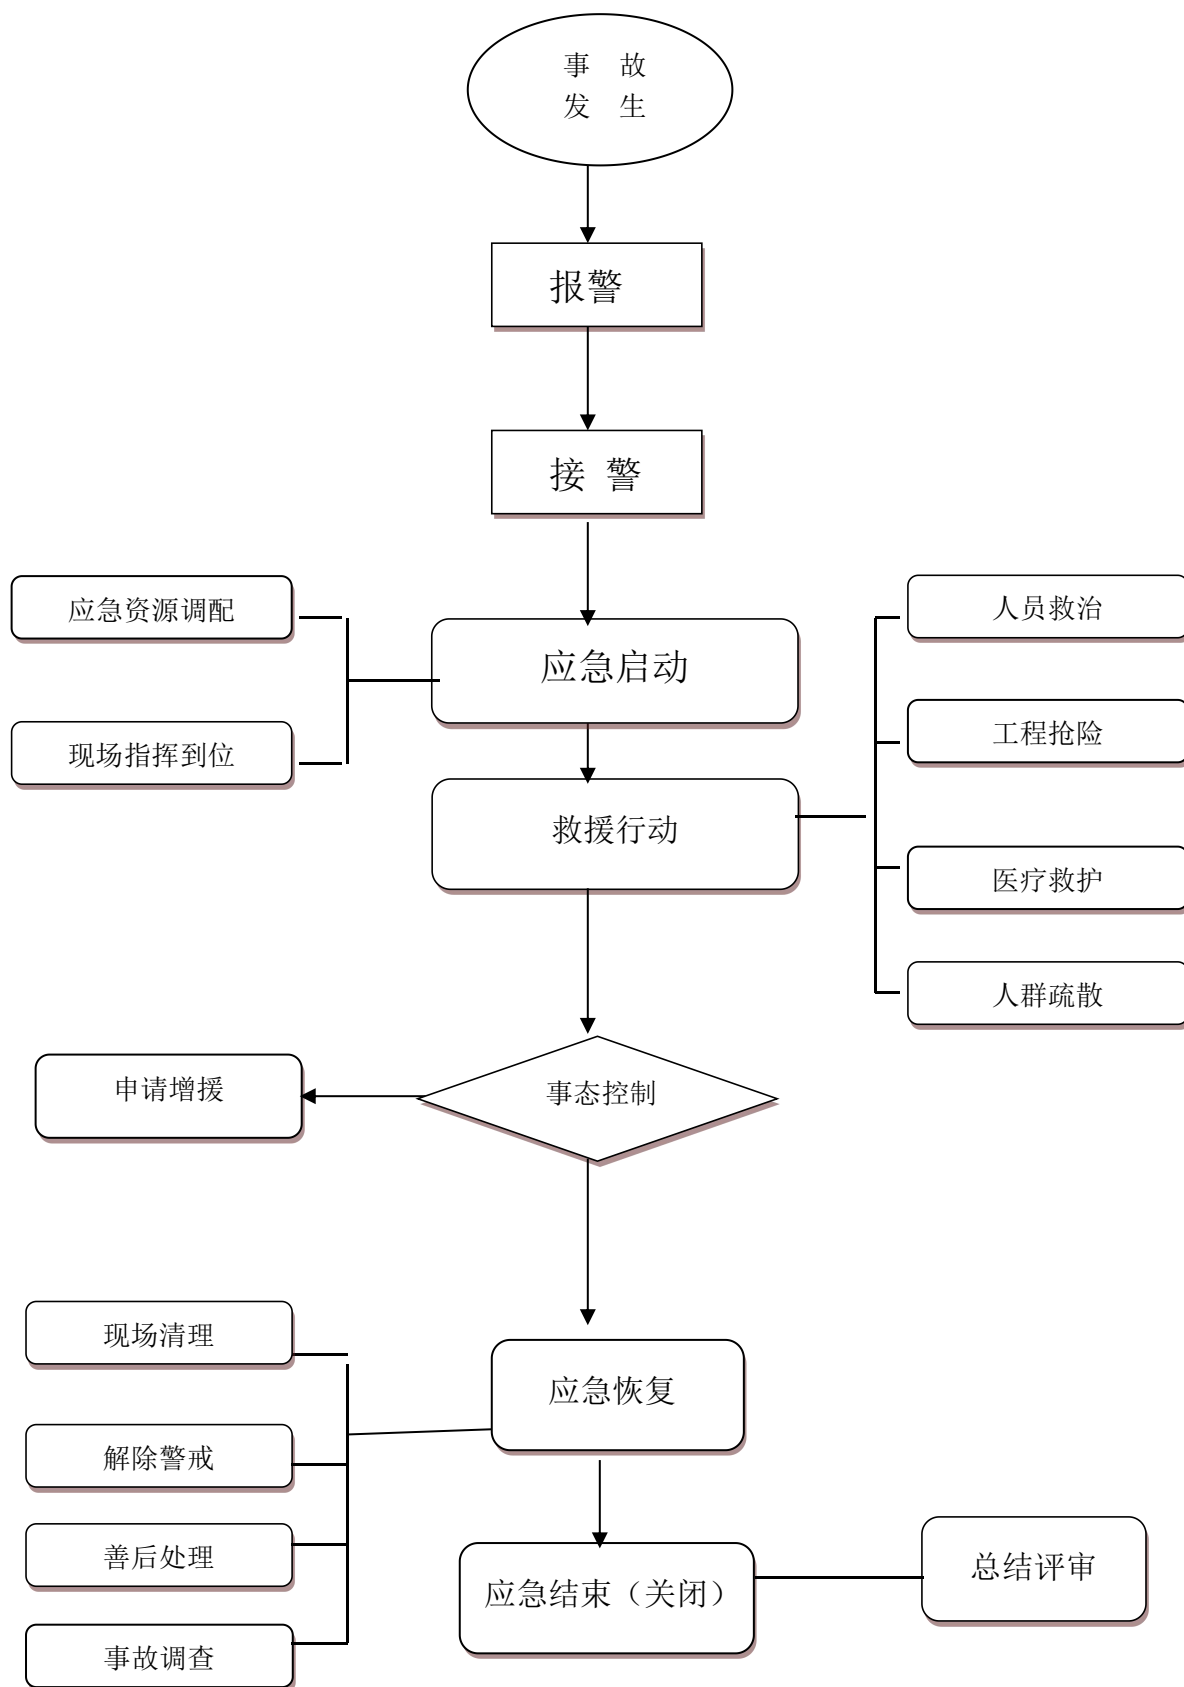 事 故
发 生
报警
接 警
应急资源调配
现场指挥到位
应急启动
人员救治
工程抢险
医疗救护
人群疏散
救援行动
事态控制
申请增援
现场清理
解除警戒
善后处理
事故调查
应急恢复
应急结束（关闭）
总结评审